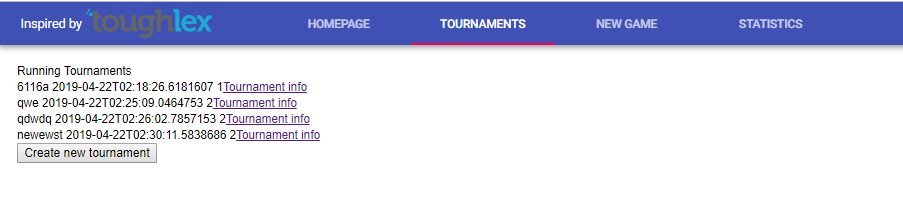 Inspired by toughlex HOMEPAGE TOURNAMENTS NEW GAME STATISTICS
Running Tournaments
6116a 2019-04-22T02:18:26.6181607 1Tournament info
qwe 2019-04-22T02:25:09.0464753 2Tournament info
qdwdq 2019-04-22T02:26:02.7857153 2Tournament info
newewst 2019-04-22T02:30:11.5838686 2Tournament info
Create new tournament